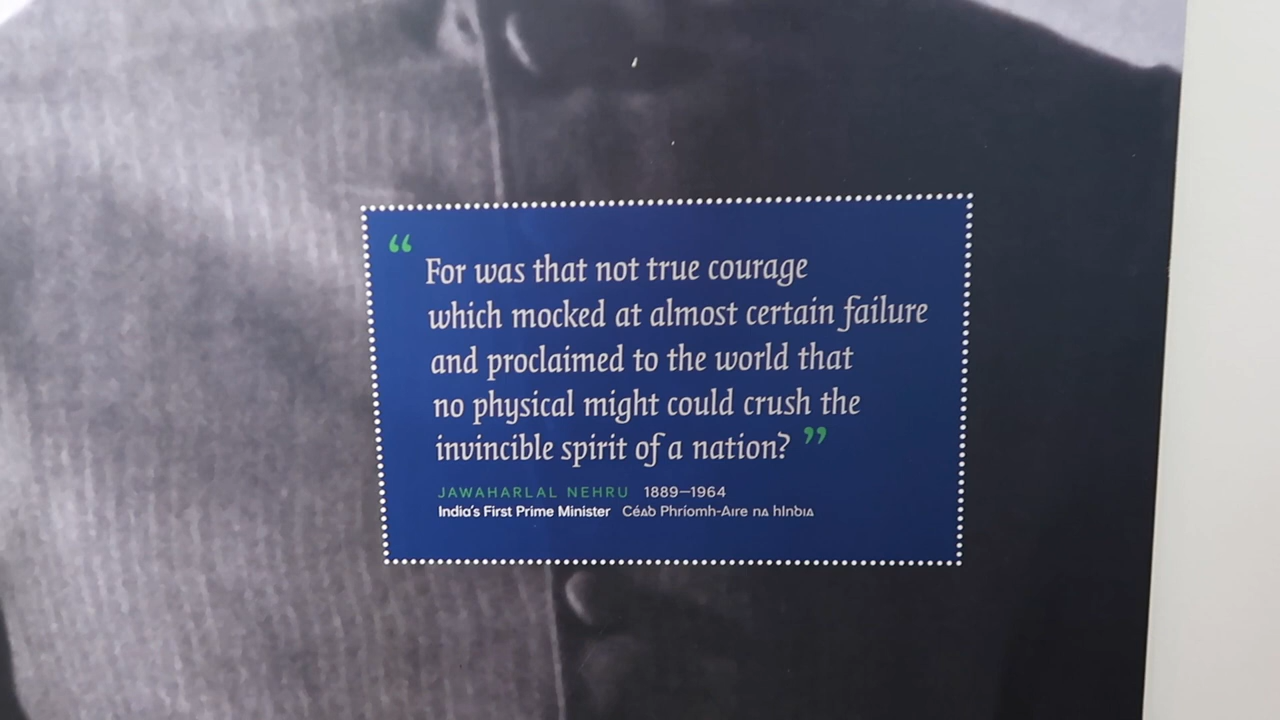 “ For was that not true courage
which mocked at almost certain failure
and proclaimed to the world that
no physical might could crush the
invincible spirit of a nation? ”
JAWAHARLAL NEHRU 1889–1964
India's First Prime Minister Céad Phríomh-Aire na hIndia